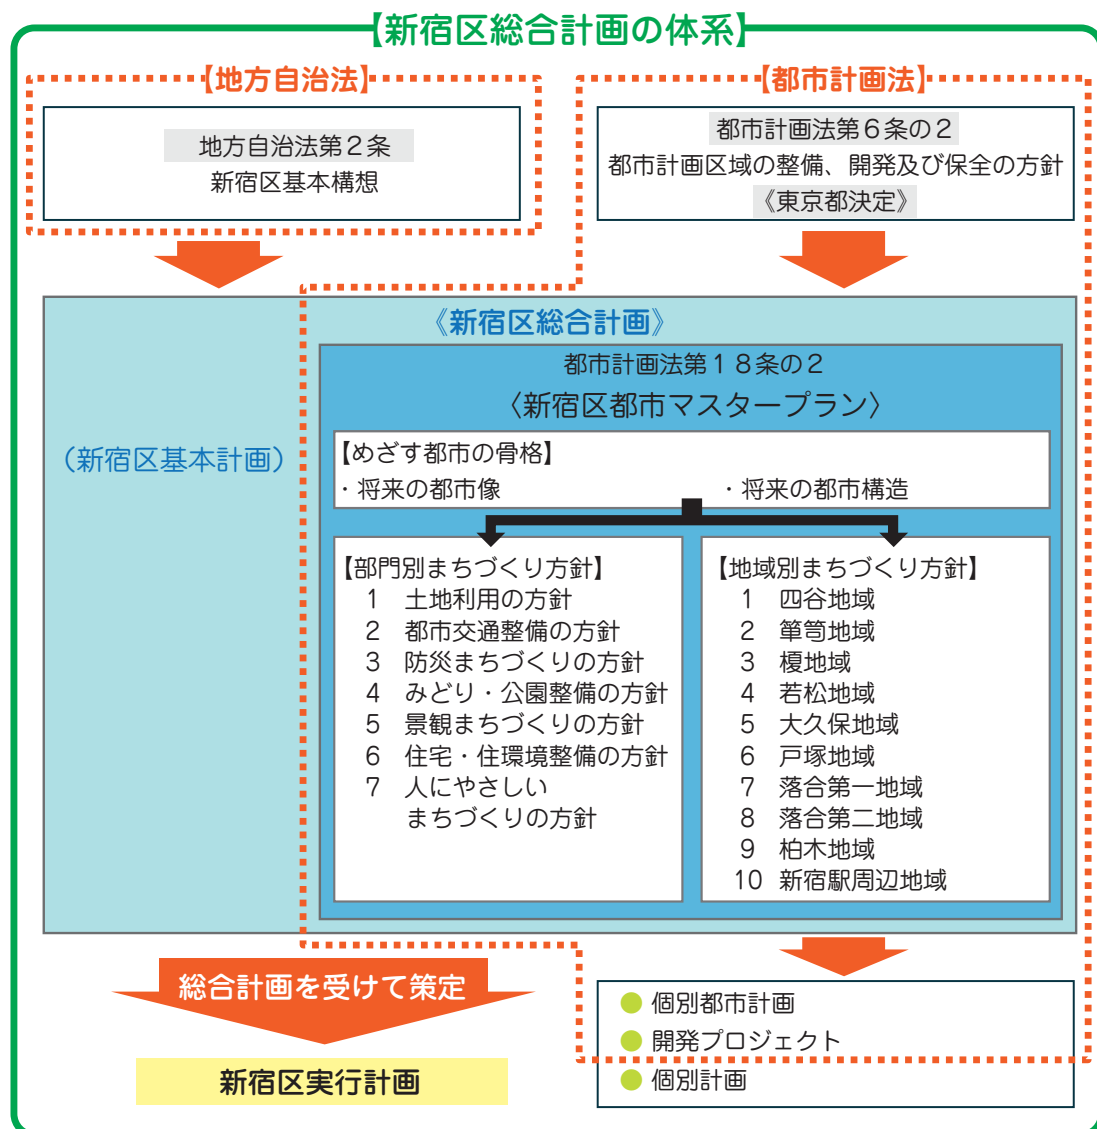 【新宿区総合計画の体系】
【地方自治法】
地方自治法第2条
新宿区基本構想
【都市計画法】
都市計画法第6条の2
都市計画区域の整備、開発及び保全の方針
《東京都決定》
《新宿区総合計画》
(新宿区基本計画)
都市計画法第18条の2
〈新宿区都市マスタープラン〉
【めざす都市の骨格】
・将来の都市像
・将来の都市構造
【部門別まちづくり方針】
1 土地利用の方針
2 都市交通整備の方針
3 防災まちづくりの方針
4 みどり・公園整備の方針
5 景観まちづくりの方針
6 住宅・住環境整備の方針
7 人にやさしい
まちづくりの方針
【地域別まちづくり方針】
1 四谷地域
2 箪笥地域
3 榎地域
4 若松地域
5 大久保地域
6 戸塚地域
7 落合第一地域
8 落合第二地域
9 柏木地域
10 新宿駅周辺地域
総合計画を受けて策定
新宿区実行計画
● 個別都市計画
● 開発プロジェクト
● 個別計画